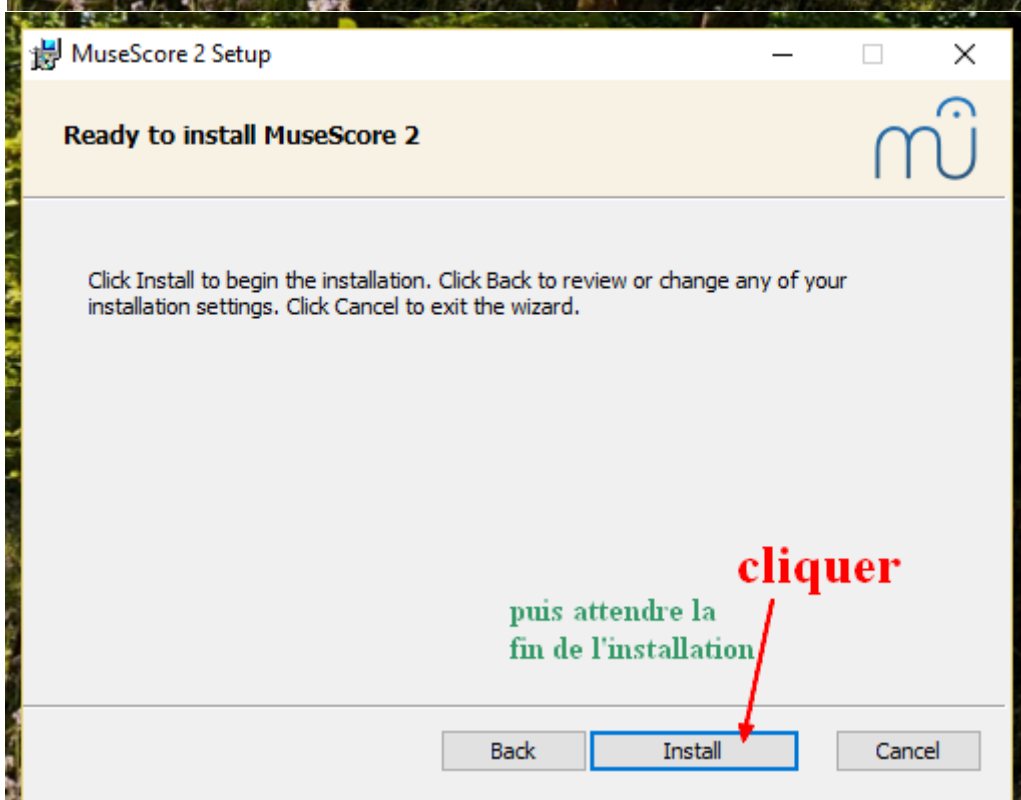 MuseScore 2 Setup
Ready to install MuseScore 2
Click Install to begin the installation. Click Back to review or change any of your
installation settings. Click Cancel to exit the wizard.
cliquer
puis attendre la
fin de l'installation
Back Install Cancel